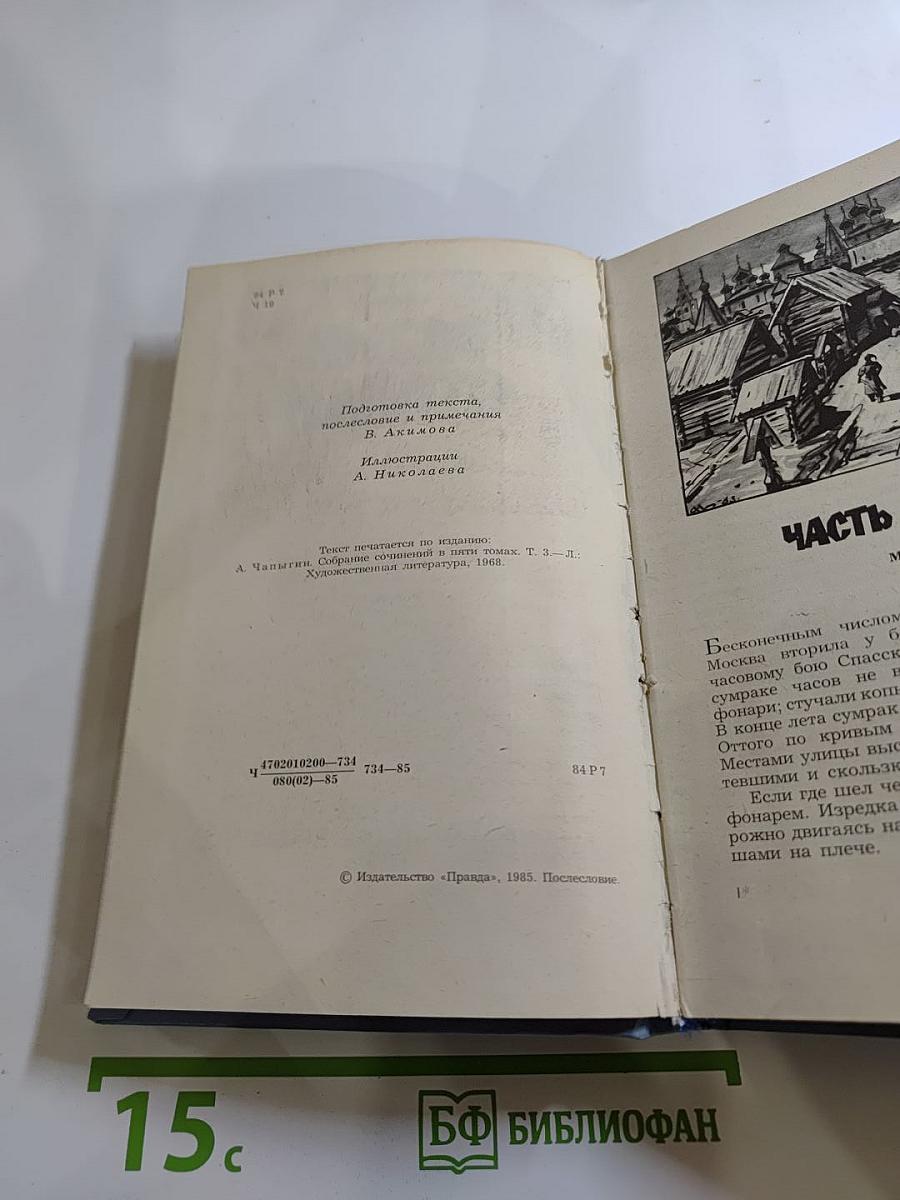 84 Р 7
Ч 19
Подготовка текста,
послесловие и примечания
В. Акимова
Иллюстрации
А. Николаева
Текст печатается по изданию:
А. Чапыгин. Собрание сочинений в пяти томах. Т. 3.— Л.:
Художественная литература, 1968.
Ч 4702010200—734 734—85 84 Р 7
080(02)—85
© Издательство «Правда», 1985. Послесловие.
ЧАСТЬ
Бесконечным числом
Москва вторила у
часовому бою Спасск
сумраке часов не в
фонари; стучали копы
В конце лета сумрак
Оттого по кривым
Местами улицы выс
тевшими и скользк
Если где шел че
фонарем. Изредка
рожно двигаясь на
шами на плече.
1*
15 с
БФ БИБЛИОФАН